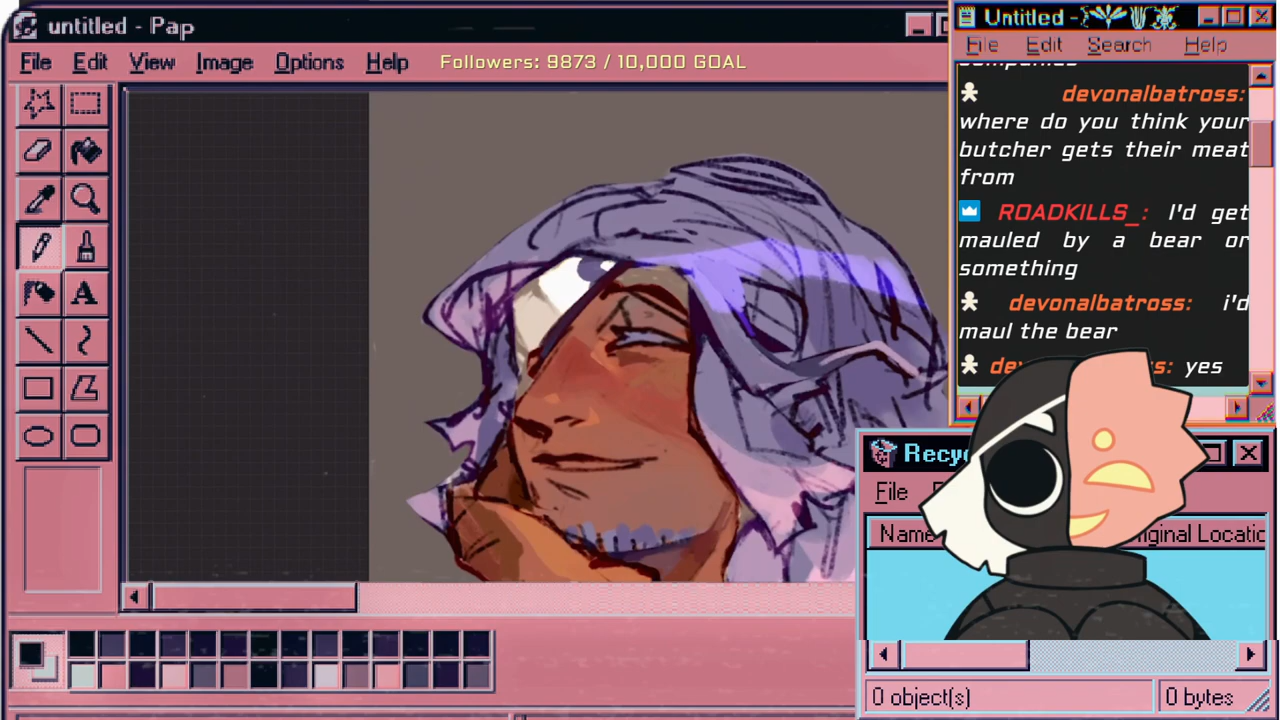 untitled - Pap
File Edit View Image Options Help
Followers: 9873 / 10,000 GOAL
A
Untitled -
File Edit Search Help
companies
devonalbatross:
where do you think your
butcher gets their meat
from
ROADKILLS_: I'd get
mauled by a bear or
something
devonalbatross: i'd
maul the bear
yes
File
Name
iginal Locatic
0 object(s)
0 bytes